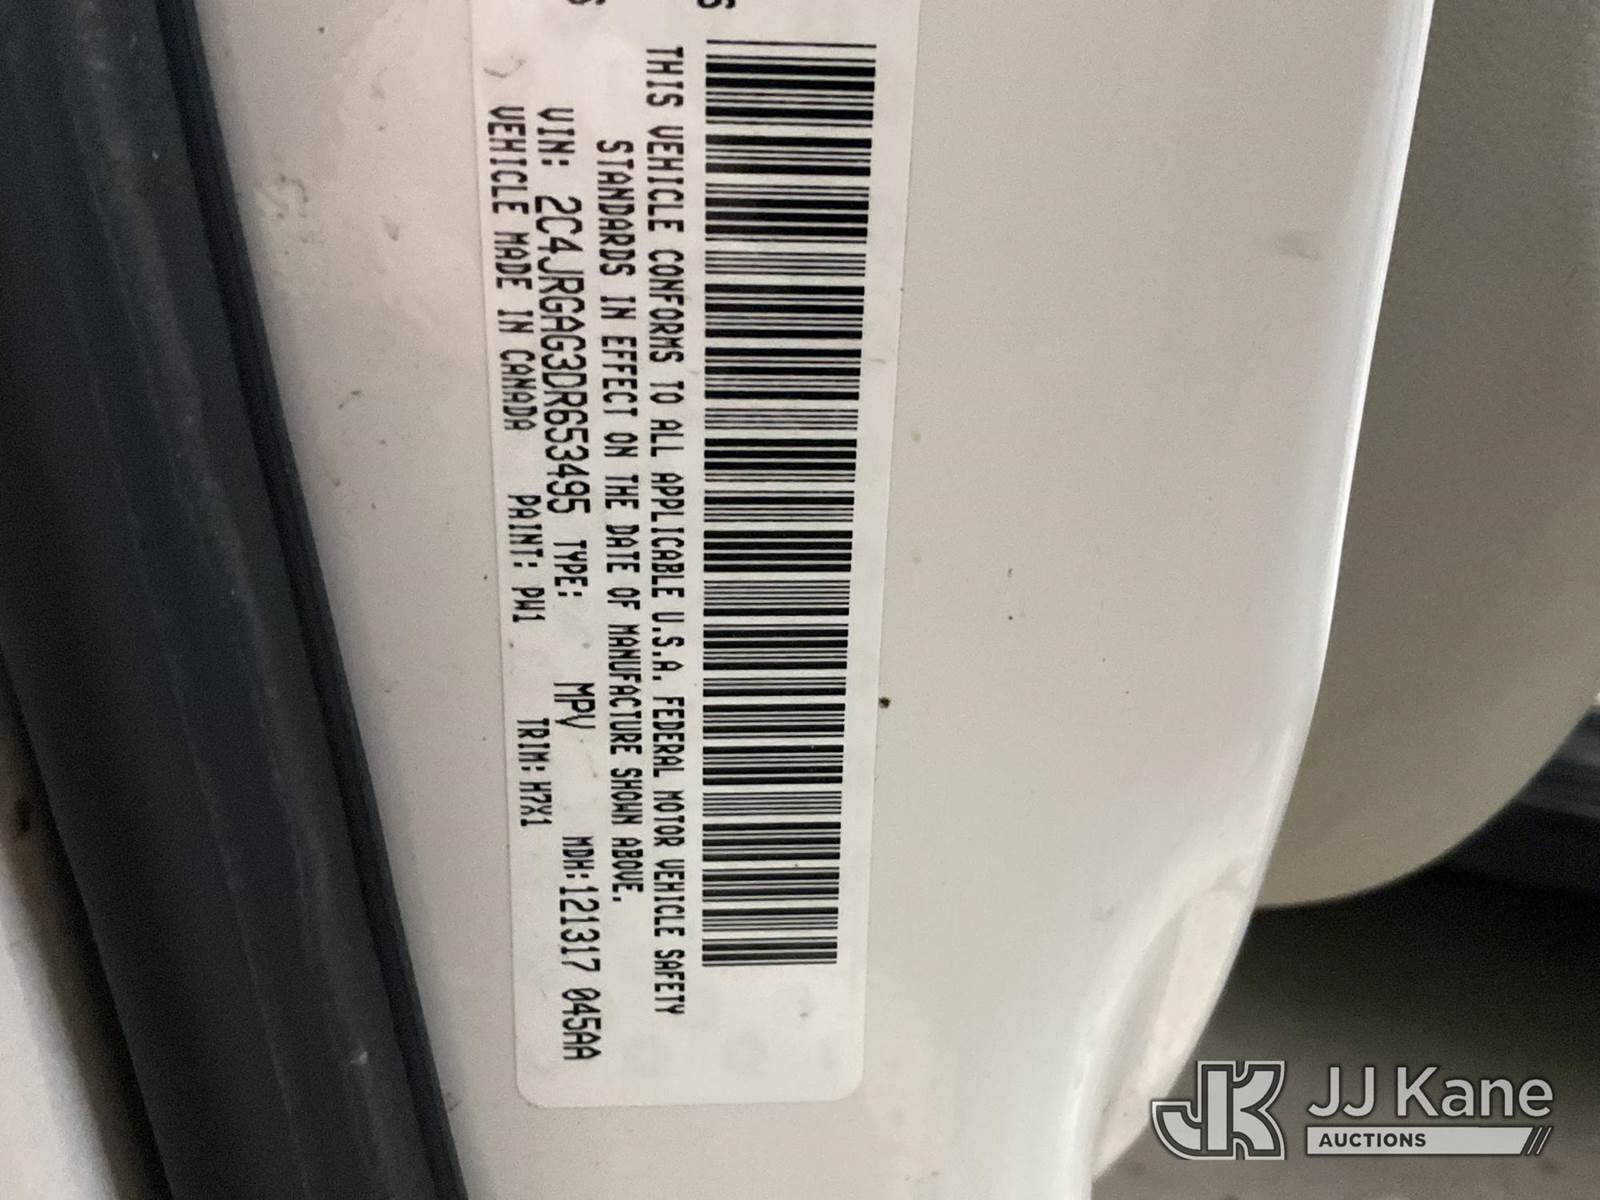 THIS VEHICLE CONFORMS TO ALL APPLICABLE U.S.A. FEDERAL MOTOR VEHICLE SAFETY
STANDARDS IN EFFECT ON THE DATE OF MANUFACTURE SHOWN ABOVE.
VIN: 2C4JRGAG3DR653495 TYPE: MPV MDH:121317 045AA
VEHICLE MADE IN CANADA PAINT: PW1 TRIM: H7X1
JJ Kane
AUCTIONS